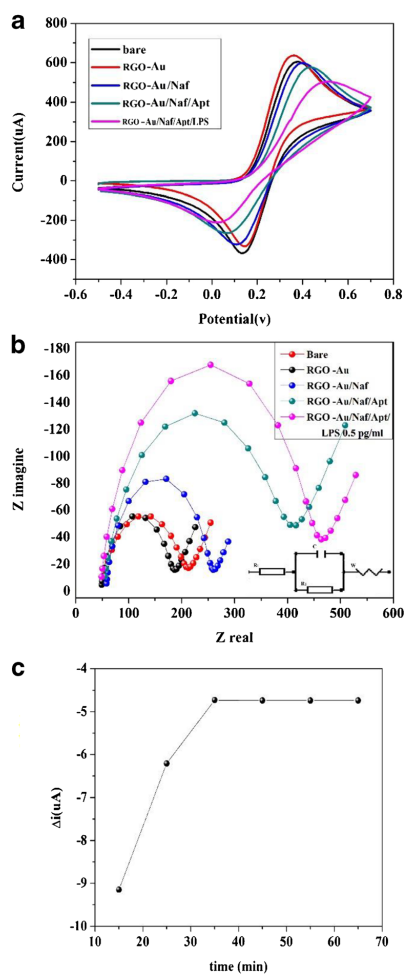 a
800
600
400
200
0
-200
-400
Current(uA)
bare
RGO-Au
RGO-Au/Naf
RGO-Au/Naf/Apt
RGO -Au/Naf/Apt/LPS
-0.6 -0.4 -0.2 0.0 0.2 0.4 0.6 0.8
Potential(v)
b
-180
-160
-140
-120
-100
-80
-60
-40
-20
0
Z imagine
Bare
RGO -Au
RGO -Au/Naf
RGO -Au/Naf/Apt
RGO -Au/Naf/Apt/
LPS 0.5 pg/ml
C
W
0 100 200 300 400 500 600
Z real
c
-4
-5
-6
-7
-8
-9
-10
Δi(uA)
10 20 30 40 50 60 70
time (min)